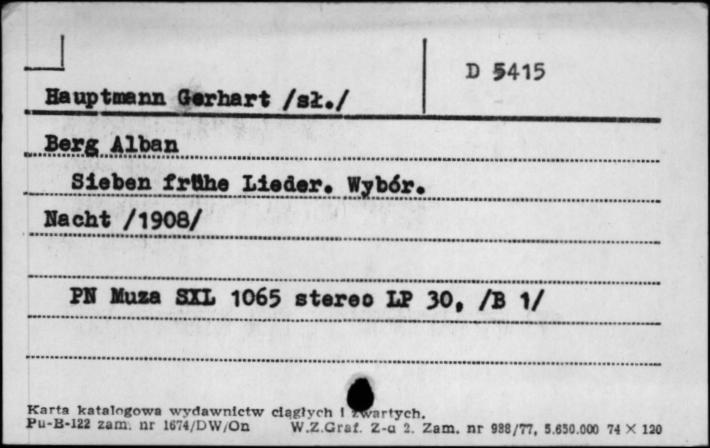 D 5415
Hauptmann Gerhart /sł./
Berg Alban
Sieben frühe Lieder. Wybór.
Nacht /1908/
PN Muza SXL 1065 stereo LP 30, /B 1/
Karta katalogowa wydawnictw ciągłych i zwartych.
Pu-B-122 zam. nr 1674/DW/On W.Z.Graf. Z-a 2. Zam. nr 988/77, 5.650.000 74 × 120